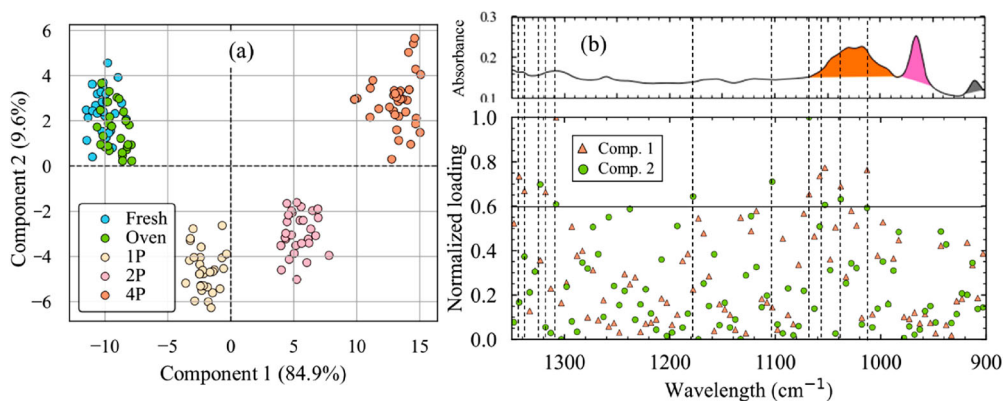 (a)
6
4
2
0
−2
−4
−6
Component 2 (9.6%)
Fresh
Oven
1P
2P
4P
−10
−5
0
5
10
15
Component 1 (84.9%)
(b)
0.3
0.2
0.1
Absorbance
1.0
0.8
0.6
0.4
0.2
0.0
Normalized loading
Comp. 1
Comp. 2
1300
1200
1100
1000
900
Wavelength (cm⁻¹)